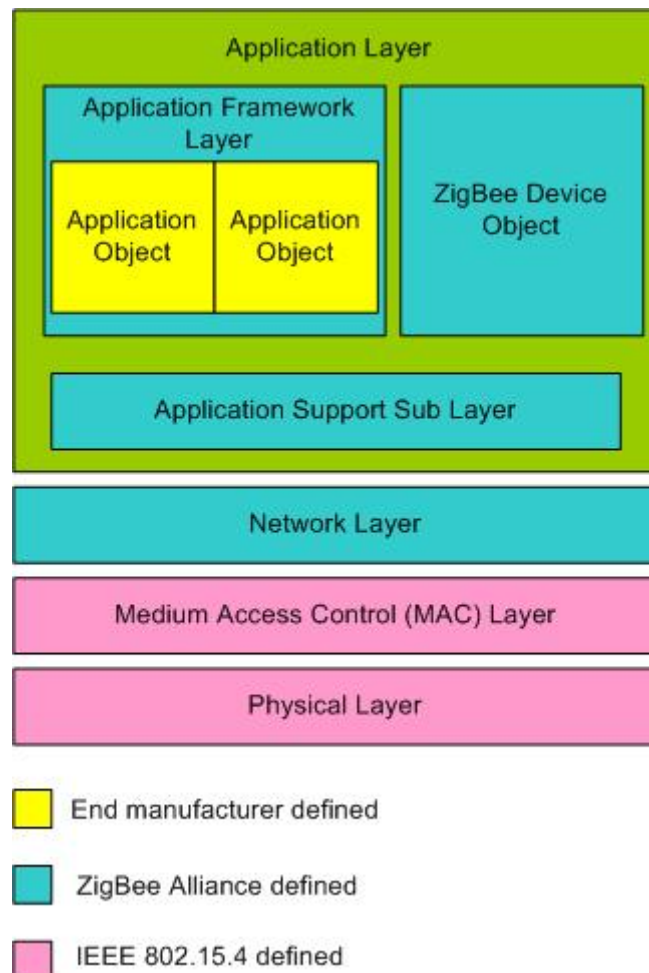 Application Layer
Application Framework
Layer
Application
Object
Application
Object
ZigBee Device
Object
Application Support Sub Layer
Network Layer
Medium Access Control (MAC) Layer
Physical Layer
End manufacturer defined
ZigBee Alliance defined
IEEE 802.15.4 defined